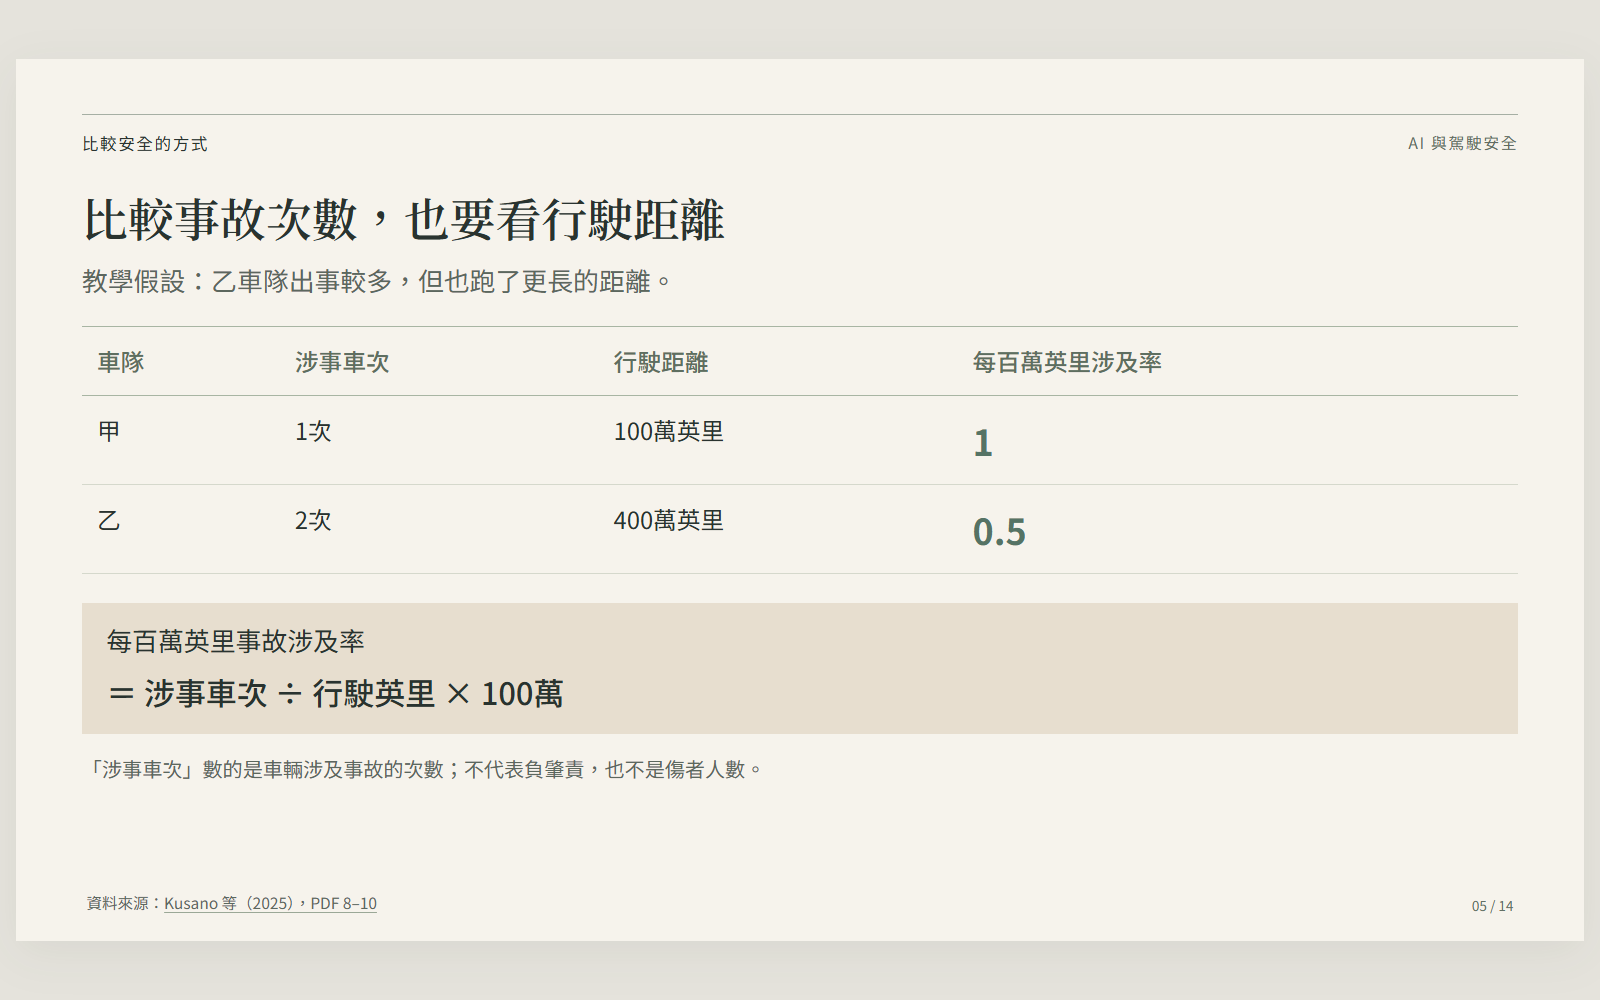 比較安全的方式
AI 與駕駛安全
比較事故次數，也要看行駛距離
教學假設：乙車隊出事較多，但也跑了更長的距離。
車隊 涉事車次 行駛距離 每百萬英里涉及率
甲 1次 100萬英里 1
乙 2次 400萬英里 0.5
每百萬英里事故涉及率
＝ 涉事車次 ÷ 行駛英里 × 100萬
「涉事車次」數的是車輛涉及事故的次數；不代表負肇責，也不是傷者人數。
資料來源：Kusano 等（2025），PDF 8–10
05 / 14